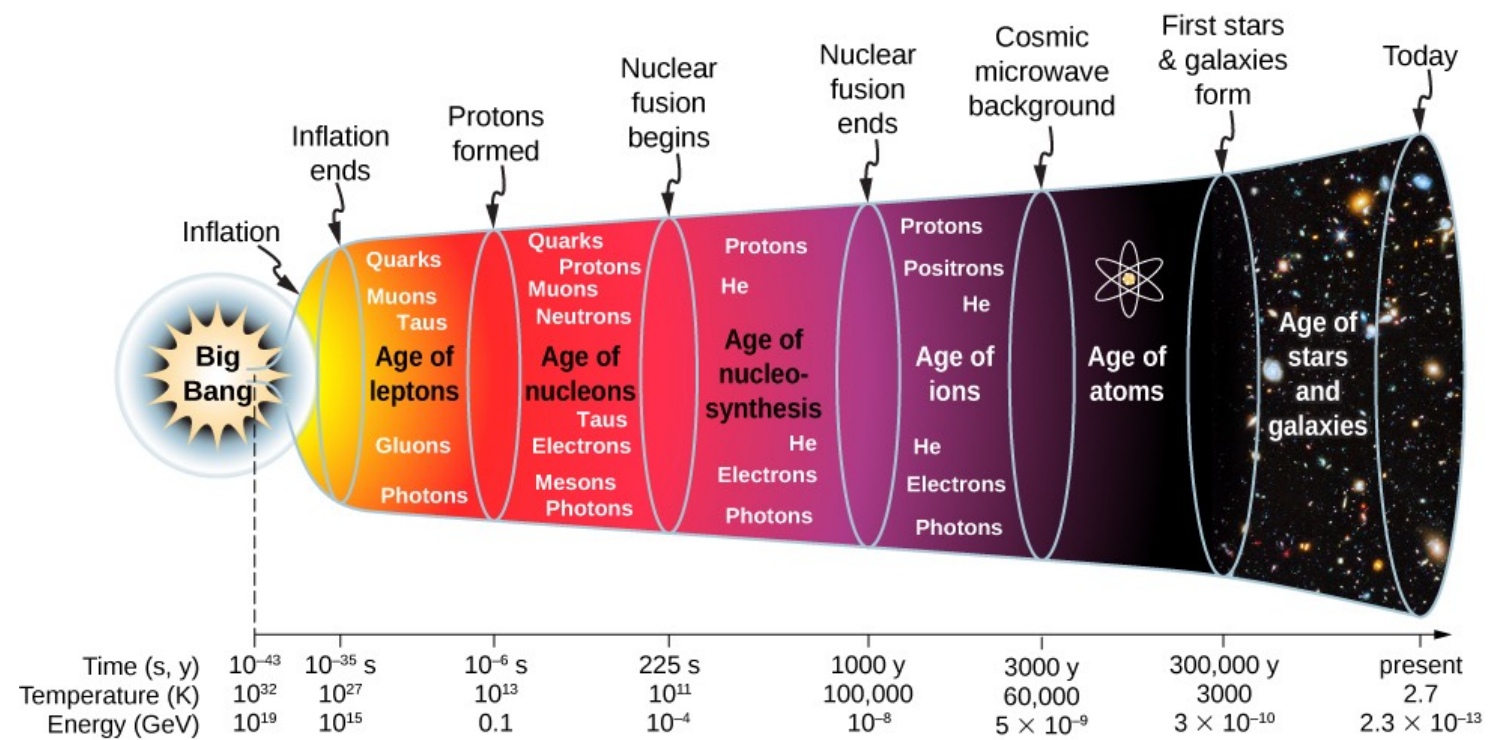 First stars
& galaxies
form
Cosmic
microwave
background
Today
Nuclear
fusion
ends
Nuclear
fusion
begins
Protons
formed
Inflation
ends
Inflation
Big
Bang
Quarks
Muons
Taus
Age of
leptons
Gluons
Photons
Quarks
Protons
Muons
Neutrons
Age of
nucleons
Taus
Electrons
Mesons
Photons
Protons
He
Age of
nucleo-
synthesis
He
Electrons
Photons
Protons
Positrons
He
Age of
ions
He
Electrons
Photons
Age of
atoms
Age of
stars
and
galaxies
Time (s, y) 10⁻⁴³ 10⁻³⁵ s 10⁻⁶ s 225 s 1000 y 3000 y 300,000 y present
Temperature (K) 10³² 10²⁷ 10¹³ 10¹¹ 100,000 60,000 3000 2.7
Energy (GeV) 10¹⁹ 10¹⁵ 0.1 10⁻⁴ 10⁻⁸ 5 × 10⁻⁹ 3 × 10⁻¹⁰ 2.3 × 10⁻¹³